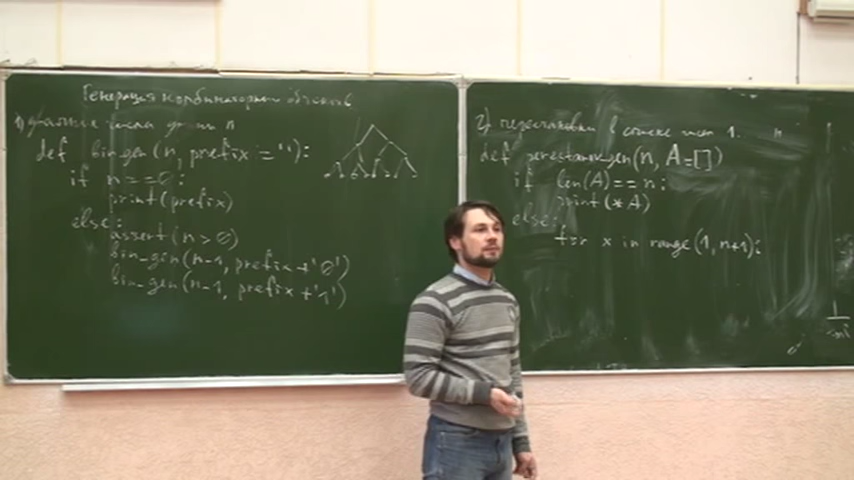 Генерация комбинаторных объектов
1) двоичные числа длины n
def bin_gen(n, prefix=''):
if n==0:
print(prefix)
else:
assert(n>0)
bin_gen(n-1, prefix+'0')
bin_gen(n-1, prefix+'1')
2) перестановки в списке чисел 1. n
def perestanov_gen(n, A=[])
if len(A)==n:
print(*A)
else:
for x in range(1, n+1):